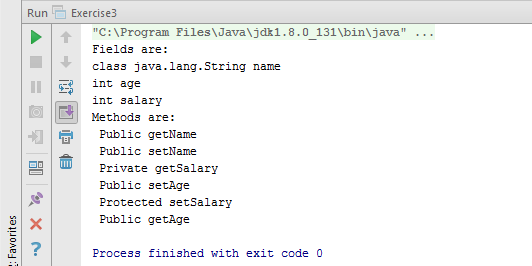 Run Exercise3
"C:\Program Files\Java\jdk1.8.0_131\bin\java" ...
Fields are:
class java.lang.String name
int age
int salary
Methods are:
Public getName
Public setName
Private getSalary
Public setAge
Protected setSalary
Public getAge
Process finished with exit code 0
2: Favorites